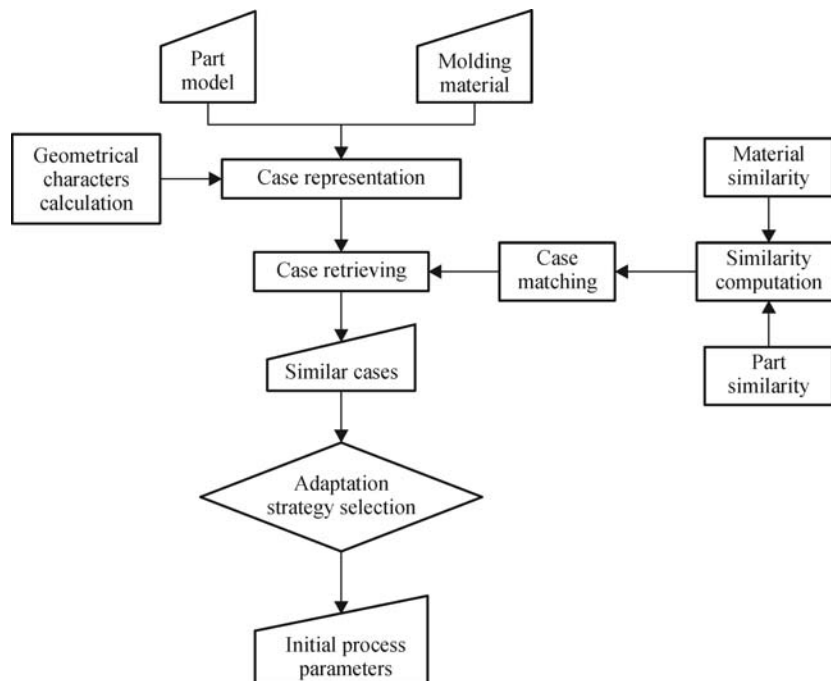 Part
model
Molding
material
Geometrical
characters
calculation
Case representation
Material
similarity
Case retrieving
Case
matching
Similarity
computation
Similar cases
Part
similarity
Adaptation
strategy selection
Initial process
parameters